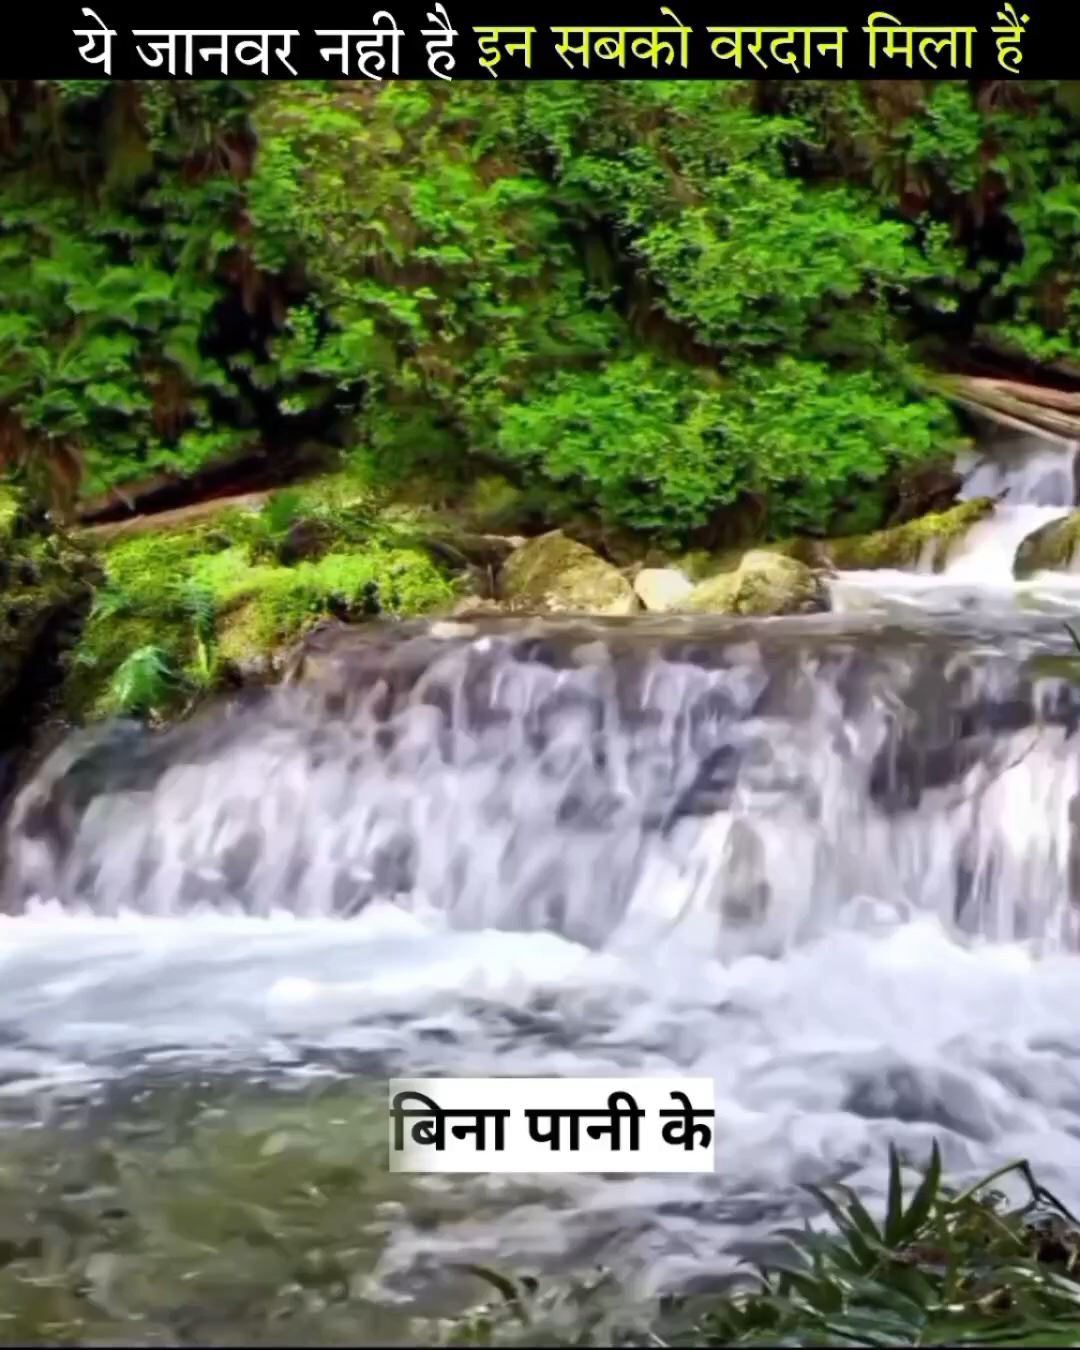 ये जानवर नही है इन सबको वरदान मिला हैं
बिना पानी के